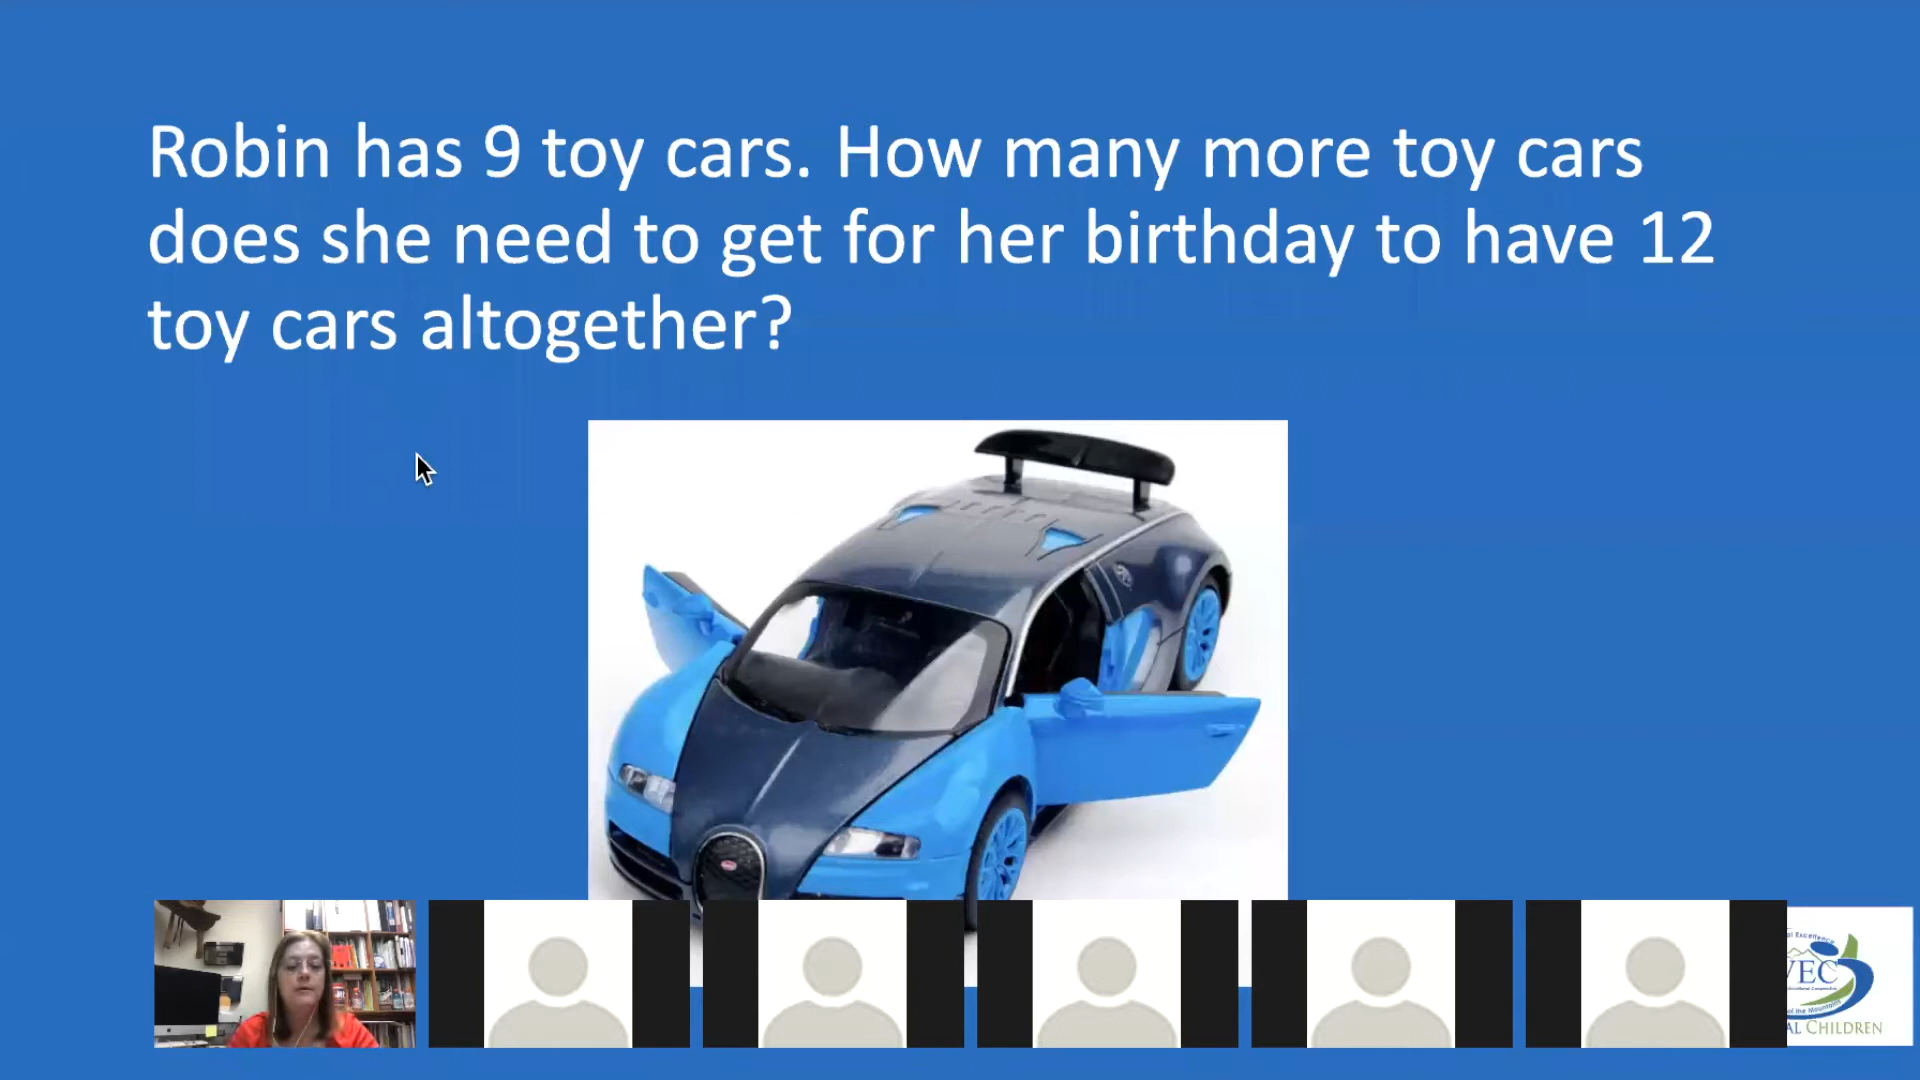 Robin has 9 toy cars. How many more toy cars
does she need to get for her birthday to have 12
toy cars altogether?
VEC
CHILDREN